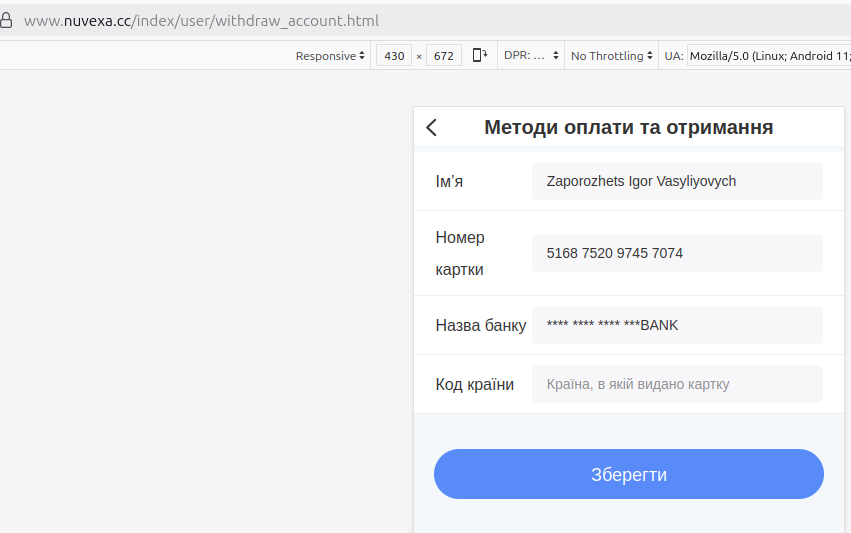 www.nuvexa.cc/index/user/withdraw_account.html
Responsive 430 × 672 DPR: ... No Throttling UA: Mozilla/5.0 (Linux; Android 11;
Методи оплати та отримання
Ім’я Zaporozhets Igor Vasyliyovych
Номер
картки
5168 7520 9745 7074
Назва банку **** **** **** ***BANK
Код країни Країна, в якій видано картку
Зберегти